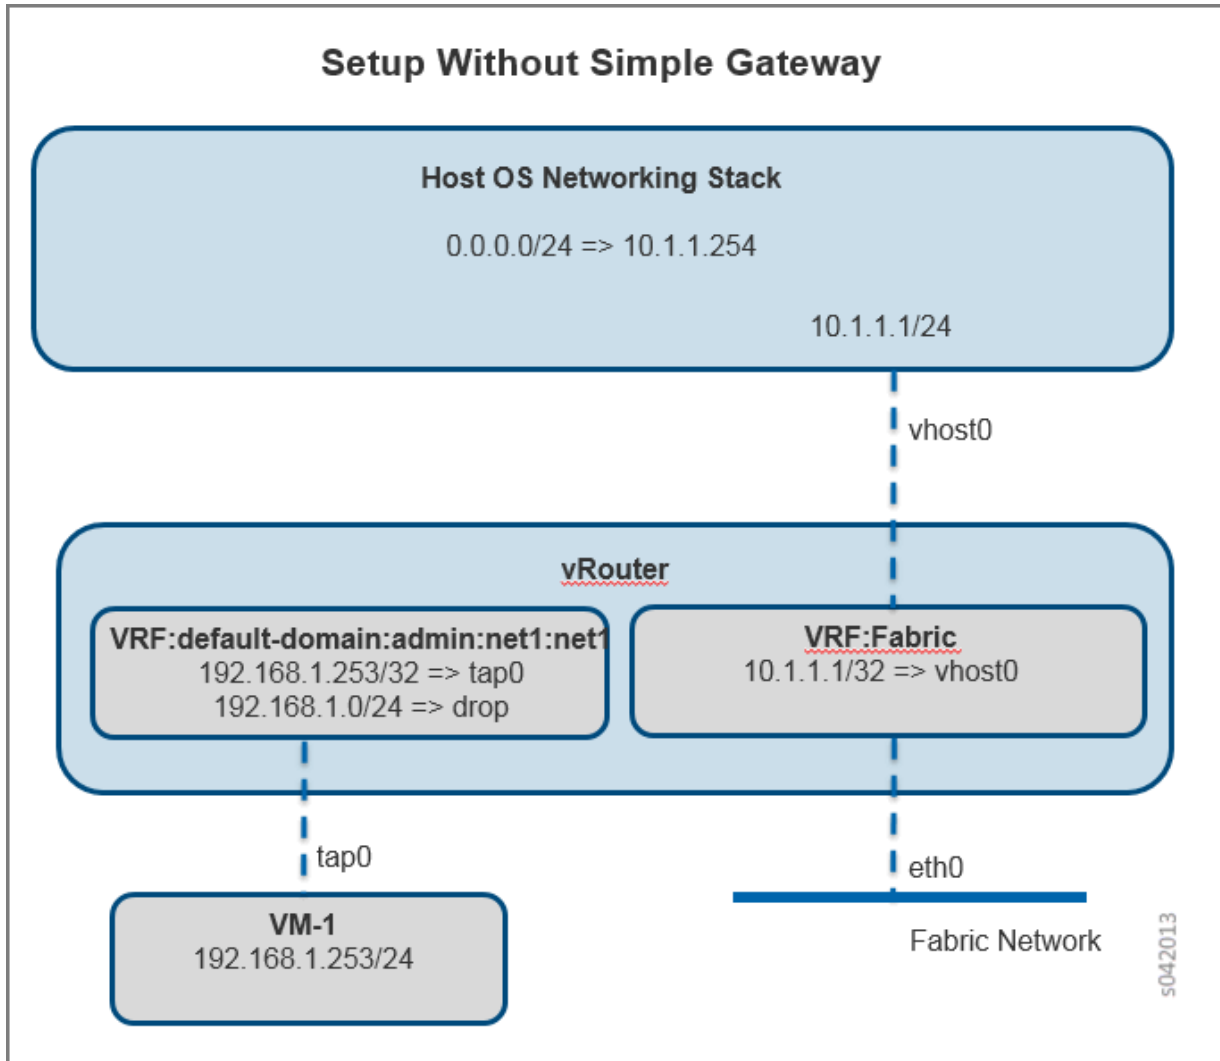 Setup Without Simple Gateway
Host OS Networking Stack
0.0.0.0/24 => 10.1.1.254
10.1.1.1/24
vhost0
vRouter
VRF:default-domain:admin:net1:net1
192.168.1.253/32 => tap0
192.168.1.0/24 => drop
VRF:Fabric
10.1.1.1/32 => vhost0
tap0
eth0
VM-1
192.168.1.253/24
Fabric Network
s042013